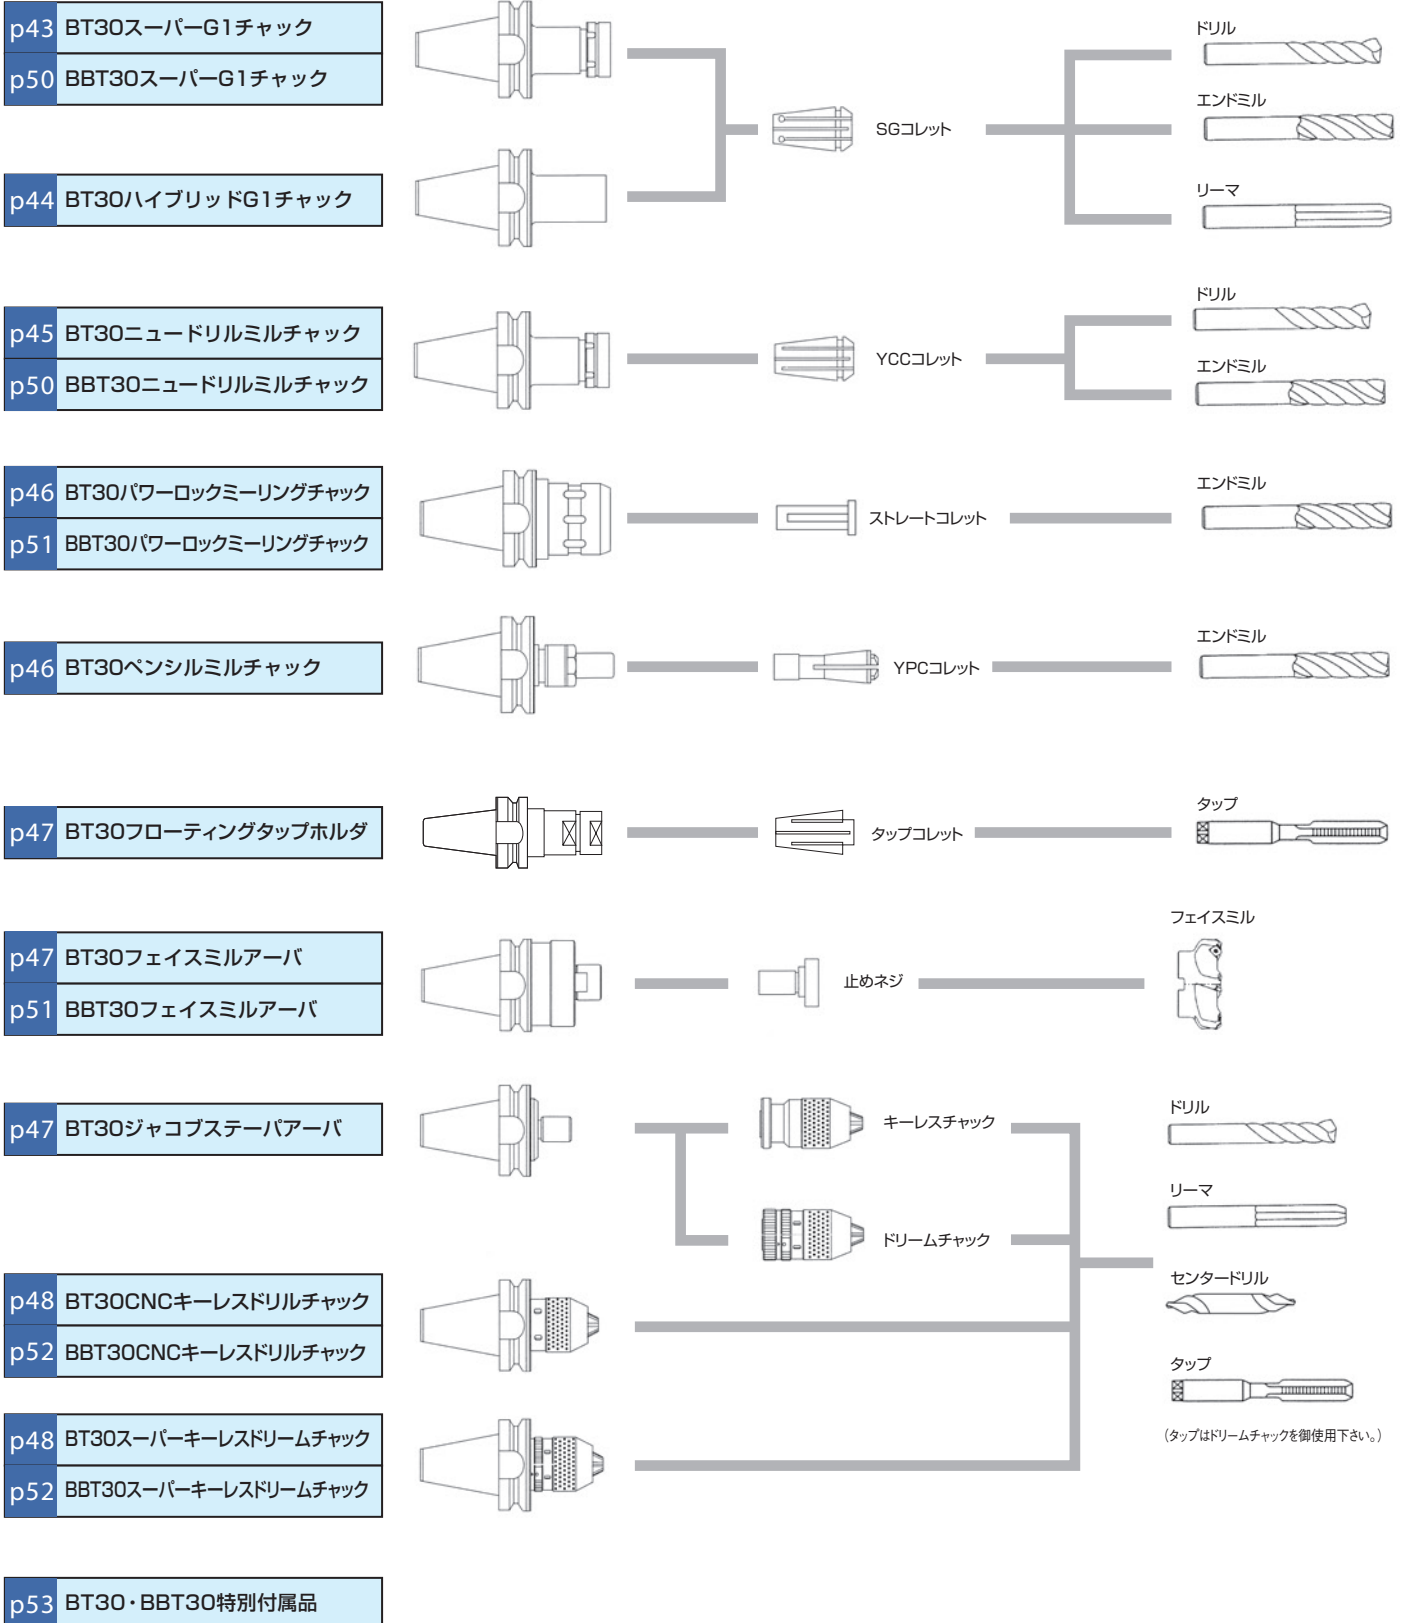 p43 BT30スーパーG1チャック
p50 BBT30スーパーG1チャック
p44 BT30ハイブリッドG1チャック
SGコレット
ドリル
エンドミル
リーマ
p45 BT30ニュードリルミルチャック
p50 BBT30ニュードリルミルチャック
YCCコレット
ドリル
エンドミル
p46 BT30パワーロックミーリングチャック
p51 BBT30パワーロックミーリングチャック
ストレートコレット
エンドミル
p46 BT30ペンシルミルチャック
YPCコレット
エンドミル
p47 BT30フローティングタップホルダ
タップコレット
タップ
p47 BT30フェイスミルアーバ
p51 BBT30フェイスミルアーバ
止めネジ
フェイスミル
p47 BT30ジャコブステーパアーバ
キーレスチャック
ドリームチャック
ドリル
リーマ
センタードリル
タップ
(タップはドリームチャックを御使用下さい。)
p48 BT30CNCキーレスドリルチャック
p52 BBT30CNCキーレスドリルチャック
p48 BT30スーパーキーレスドリームチャック
p52 BBT30スーパーキーレスドリームチャック
p53 BT30・BBT30特別付属品